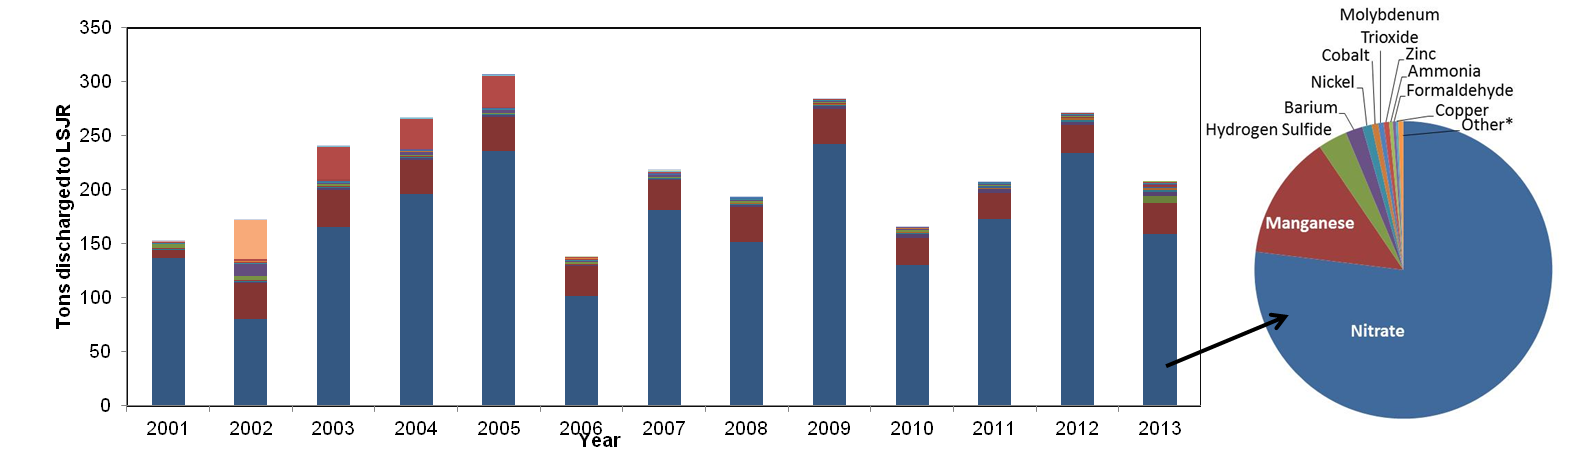 350
300
250
200
150
100
50
0
Tons discharged to LSJR
2001 2002 2003 2004 2005 2006 2007 2008 2009 2010 2011 2012 2013
Year
Molybdenum
Trioxide
Cobalt
Zinc
Nickel
Ammonia
Formaldehyde
Barium
Copper
Hydrogen Sulfide
Other*
Manganese
Nitrate